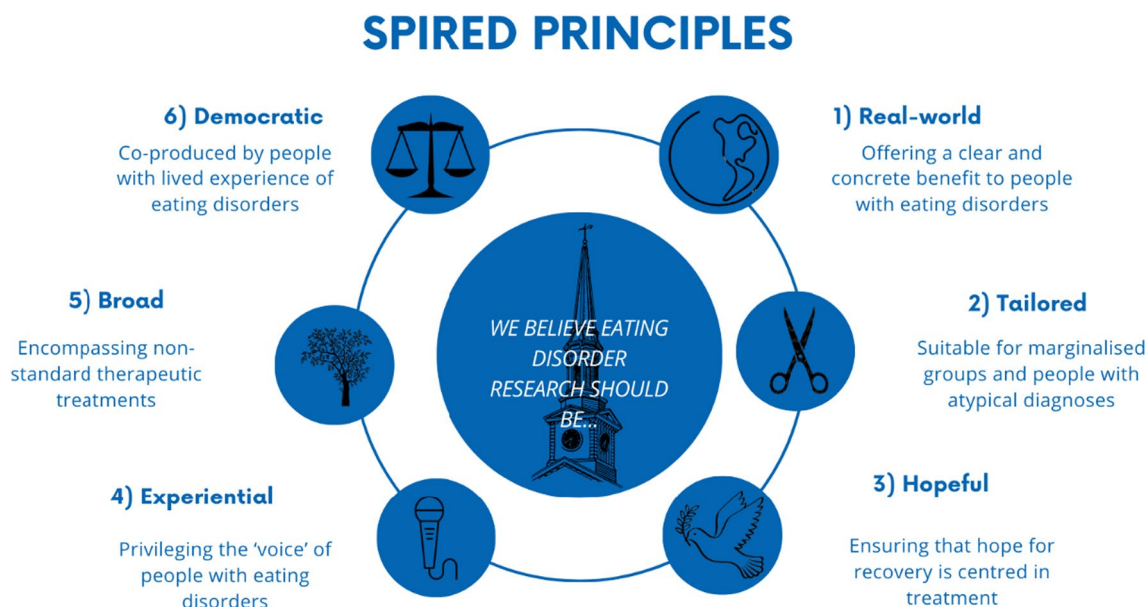 SPIRED PRINCIPLES
6) Democratic
Co-produced by people
with lived experience of
eating disorders
1) Real-world
Offering a clear and
concrete benefit to people
with eating disorders
5) Broad
Encompassing non-
standard therapeutic
treatments
WE BELIEVE EATING
DISORDER
RESEARCH SHOULD
BE...
2) Tailored
Suitable for marginalised
groups and people with
atypical diagnoses
4) Experiential
Privileging the ‘voice’ of
people with eating
disorders
3) Hopeful
Ensuring that hope for
recovery is centred in
treatment